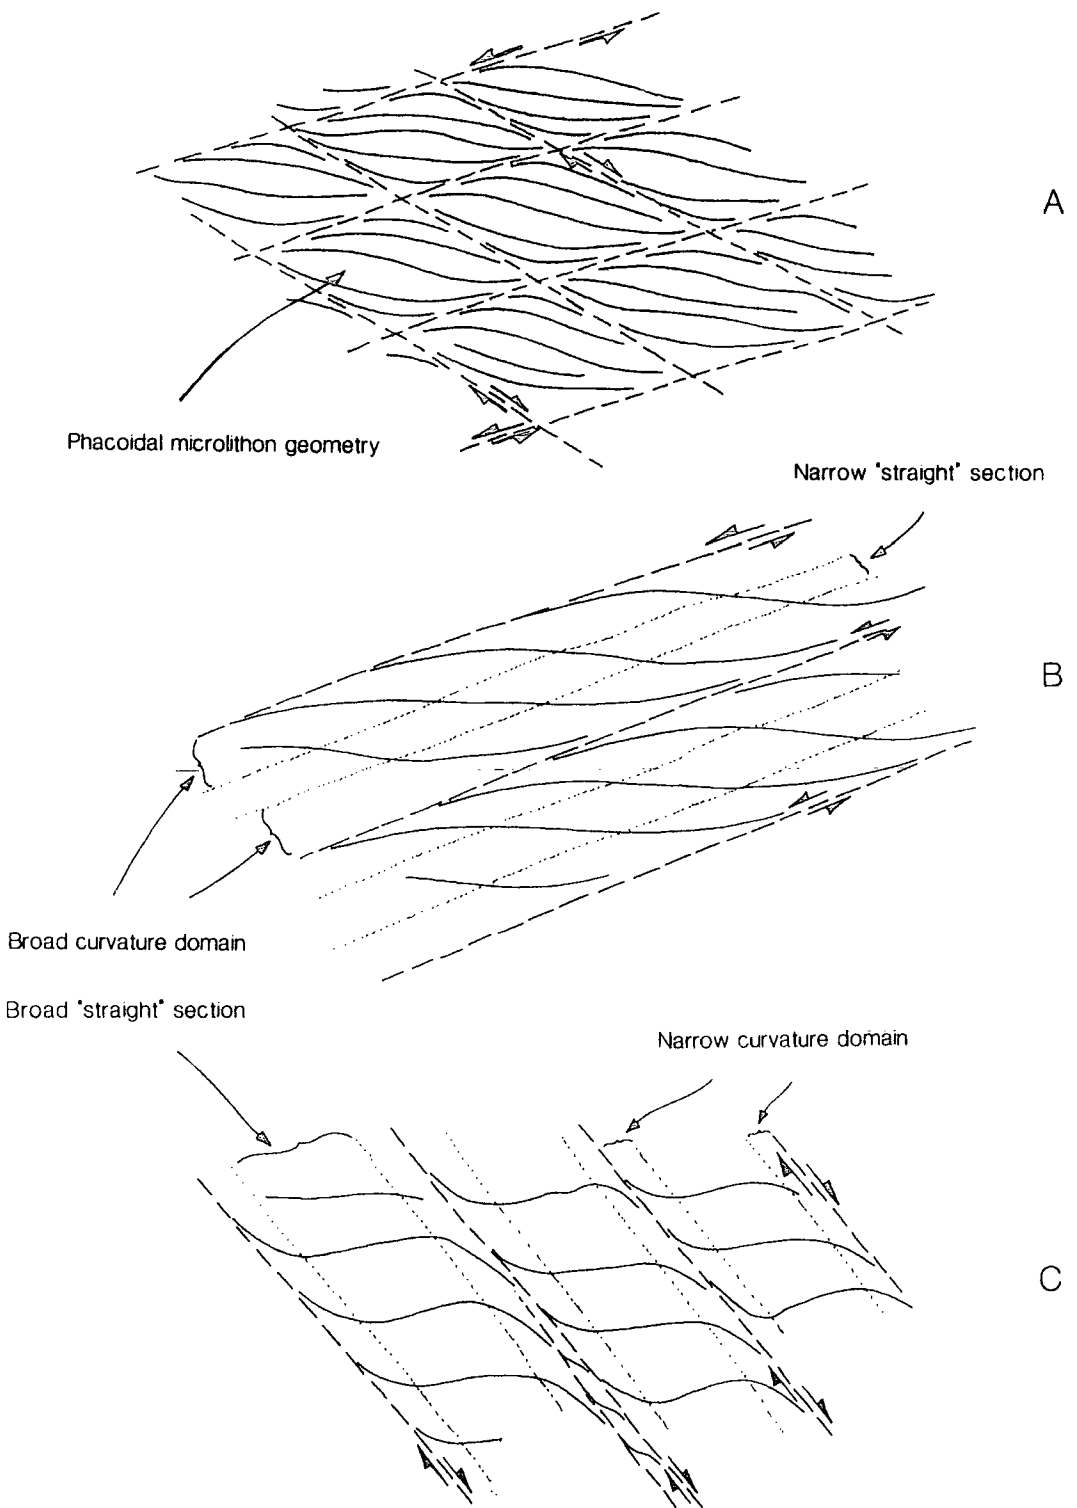 A
Phacoidal microlithon geometry
Narrow "straight" section
B
Broad curvature domain
Broad "straight" section
Narrow curvature domain
C